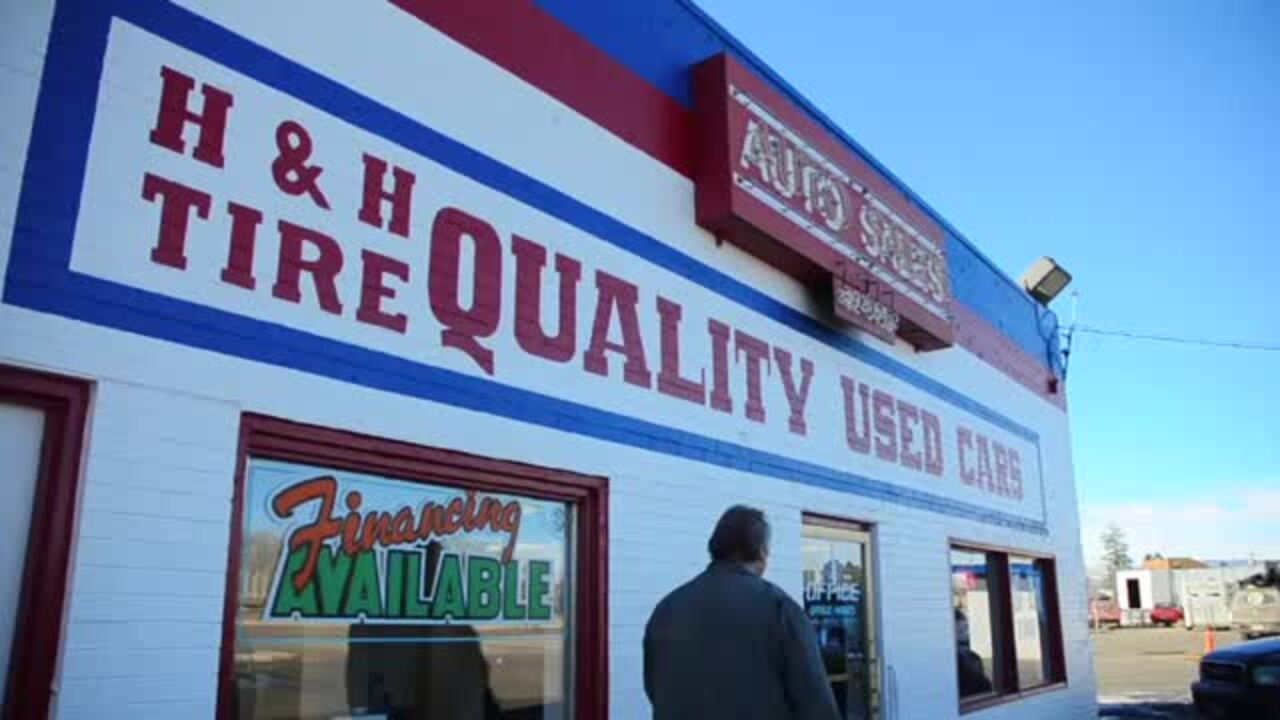 H & H
TIRE
QUALITY USED CARS
AUTO SALES
Financing
AVAILABLE
OFFICE